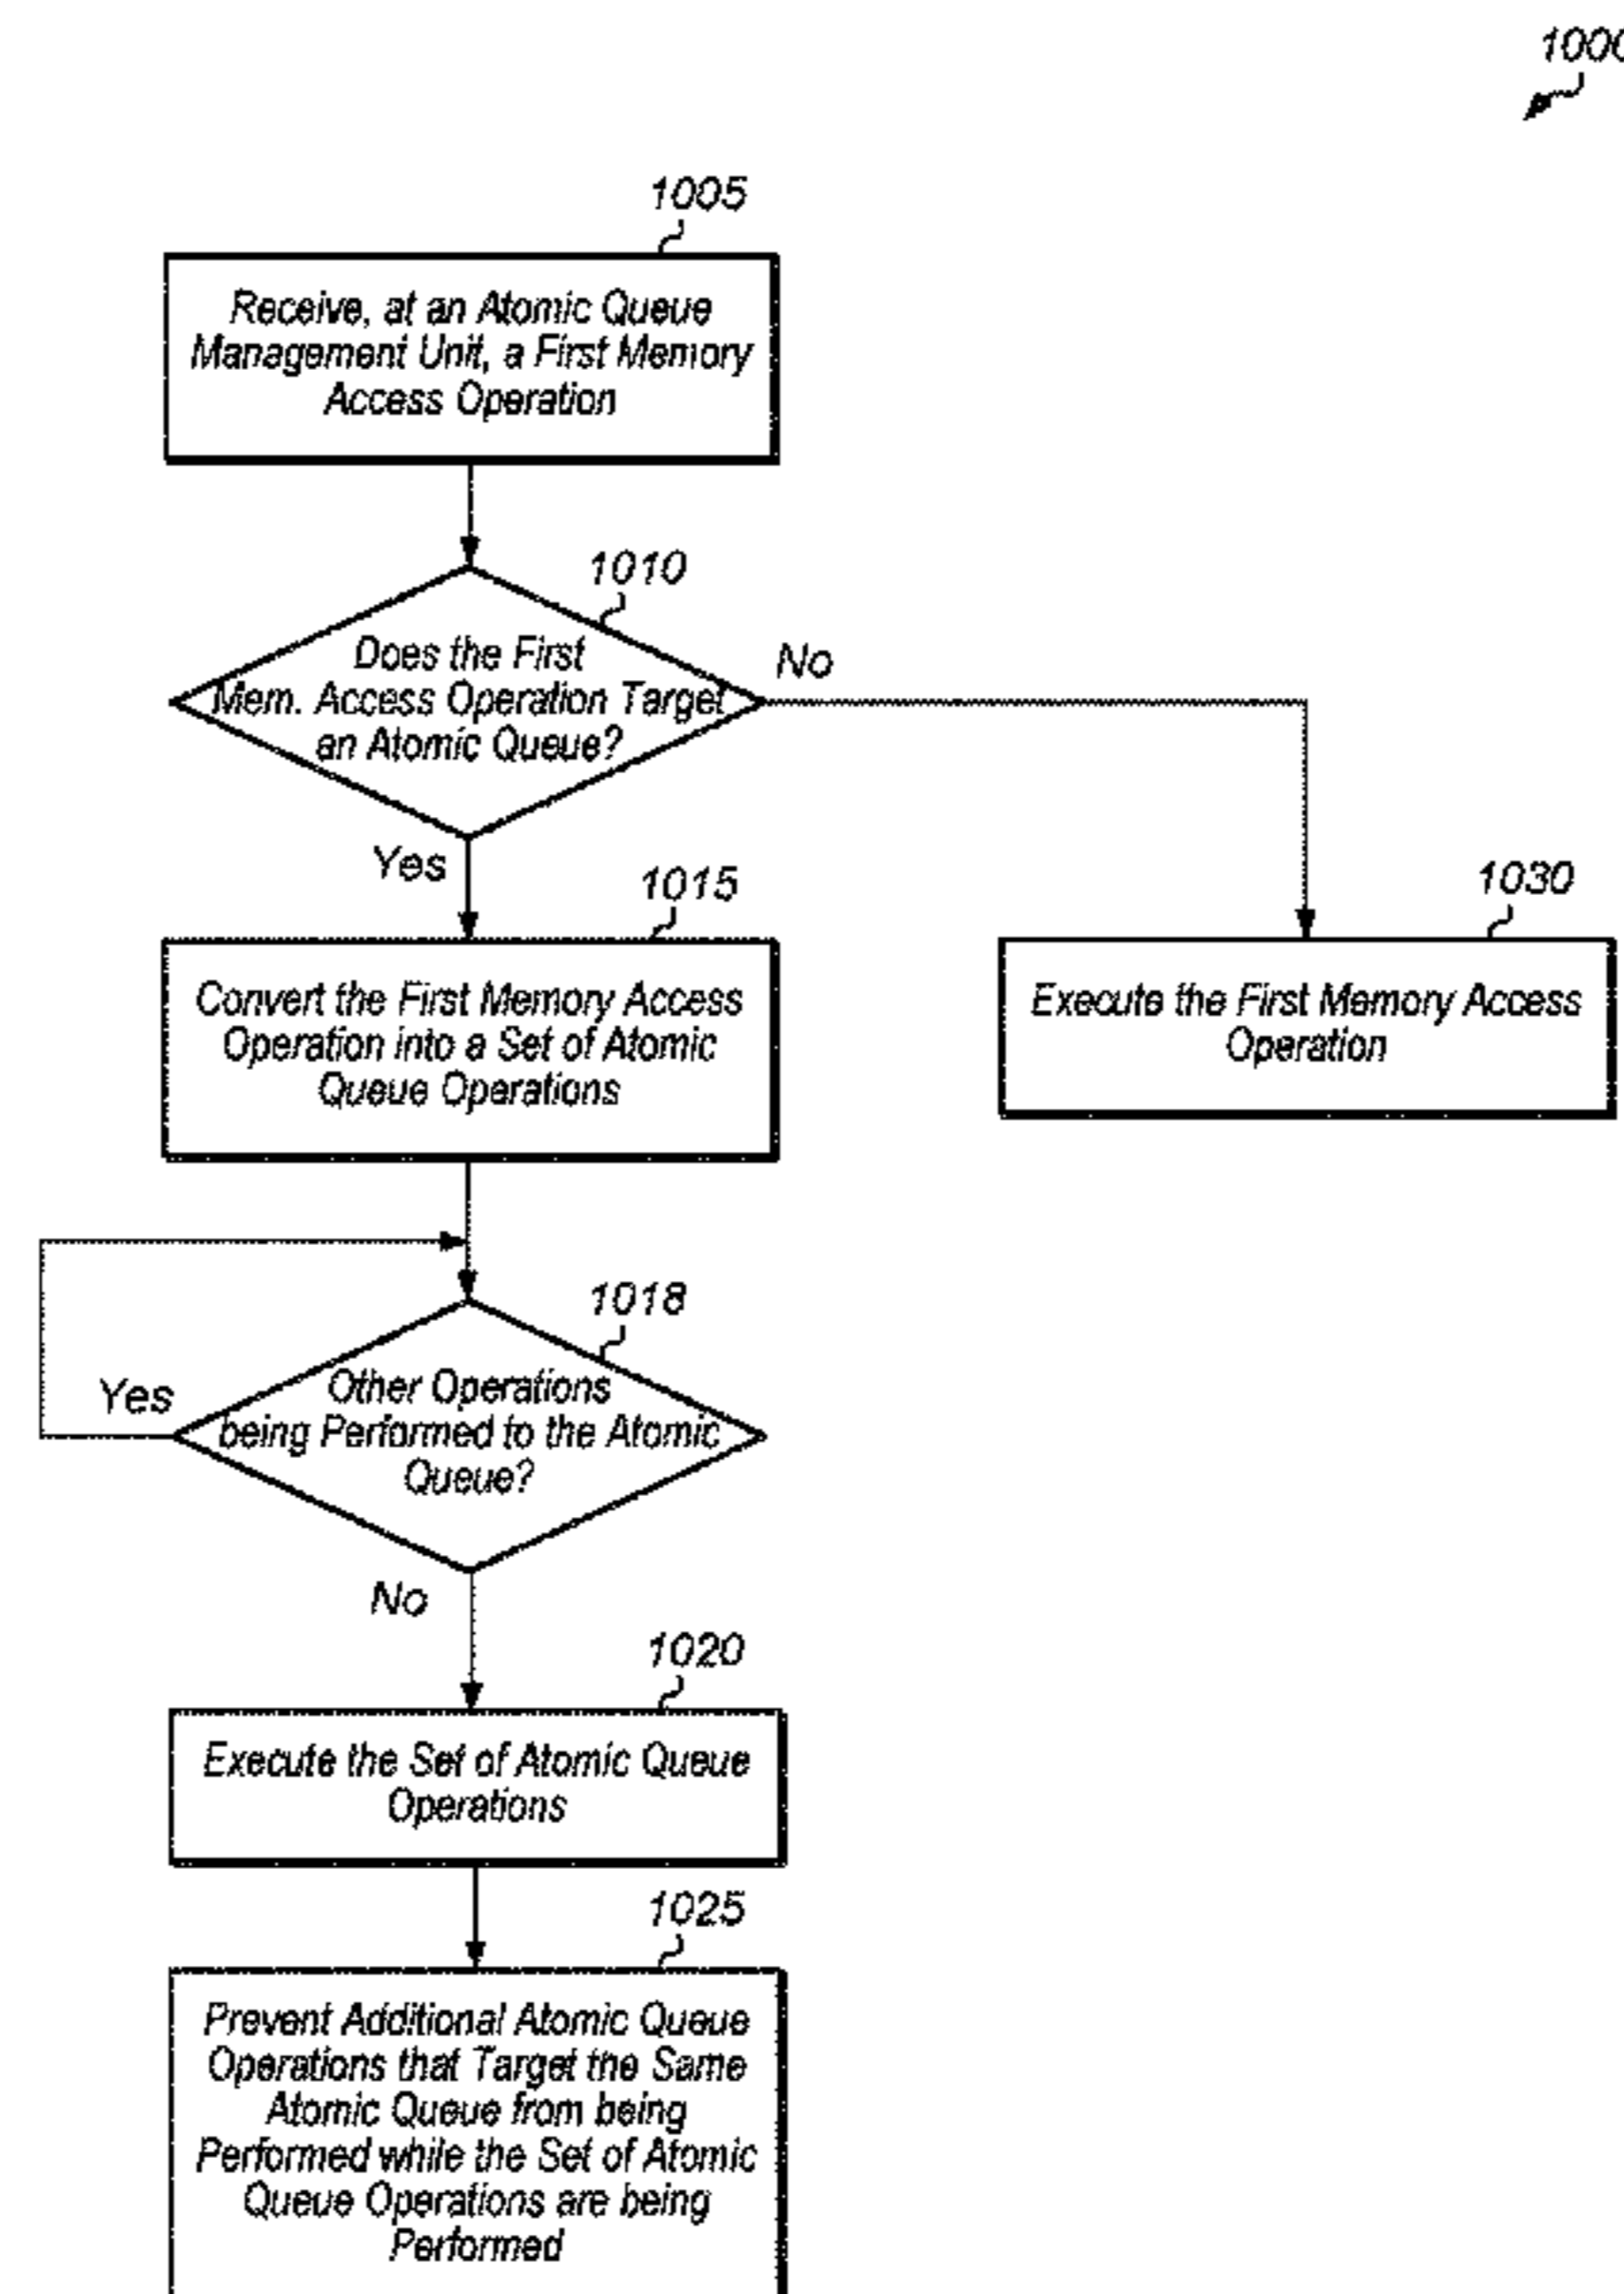 1000
1005
Receive, at an Atomic Queue
Management Unit, a First Memory
Access Operation
1010
Does the First
Mem. Access Operation Target
an Atomic Queue?
No
Yes
1015
Convert the First Memory Access
Operation into a Set of Atomic
Queue Operations
1030
Execute the First Memory Access
Operation
1018
Other Operations
being Performed to the Atomic
Queue?
Yes
No
1020
Execute the Set of Atomic Queue
Operations
1025
Prevent Additional Atomic Queue
Operations that Target the Same
Atomic Queue from being
Performed while the Set of Atomic
Queue Operations are being
Performed